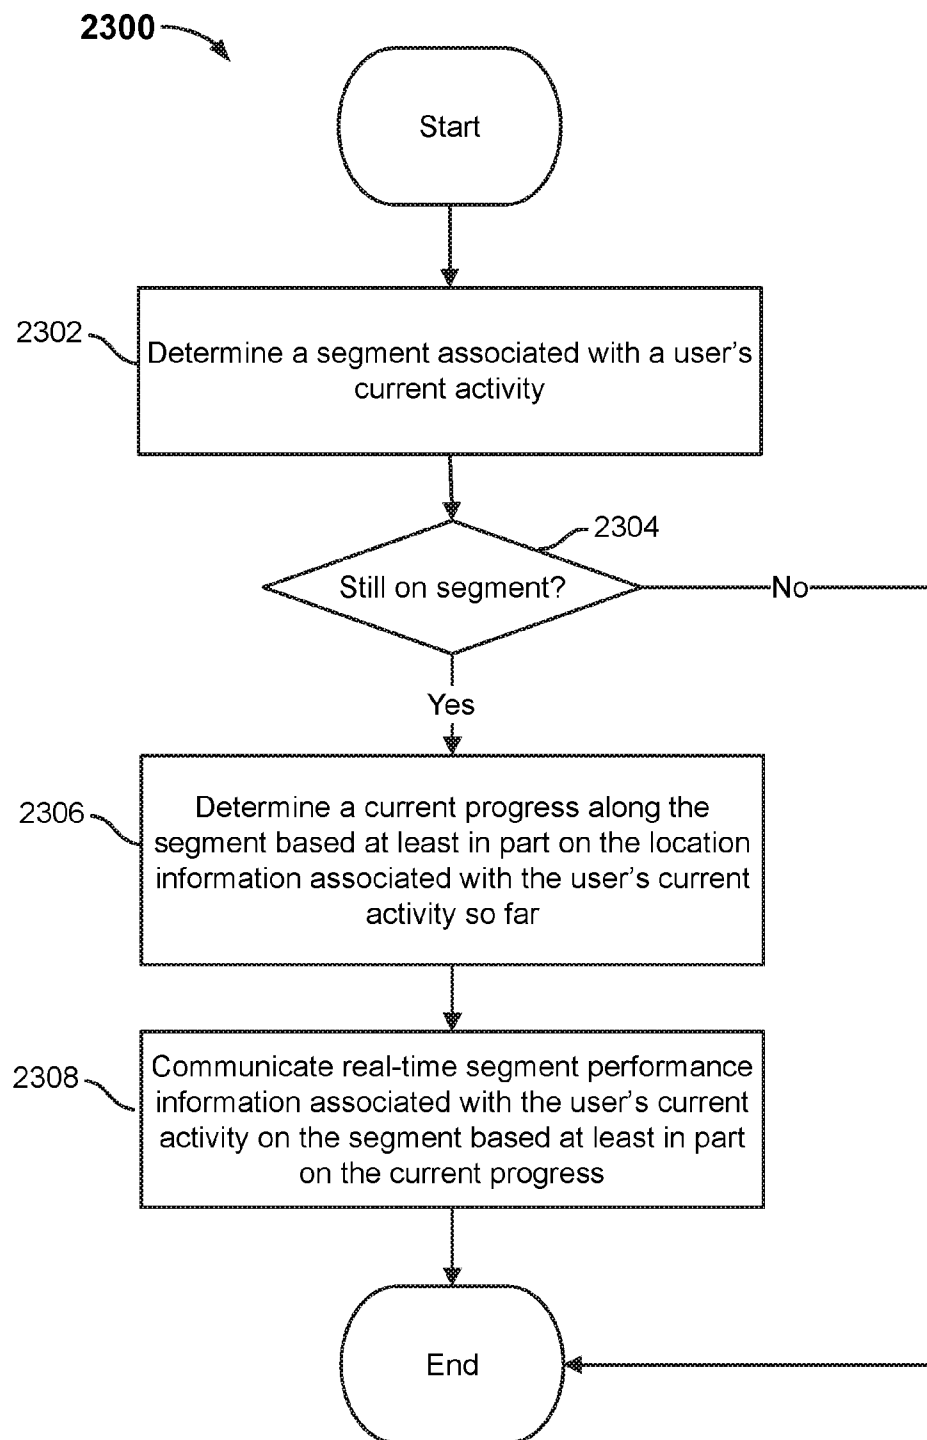 2300
Start
2302
Determine a segment associated with a user's
current activity
2304
Still on segment?
No
Yes
2306
Determine a current progress along the
segment based at least in part on the location
information associated with the user's current
activity so far
2308
Communicate real-time segment performance
information associated with the user's current
activity on the segment based at least in part
on the current progress
End